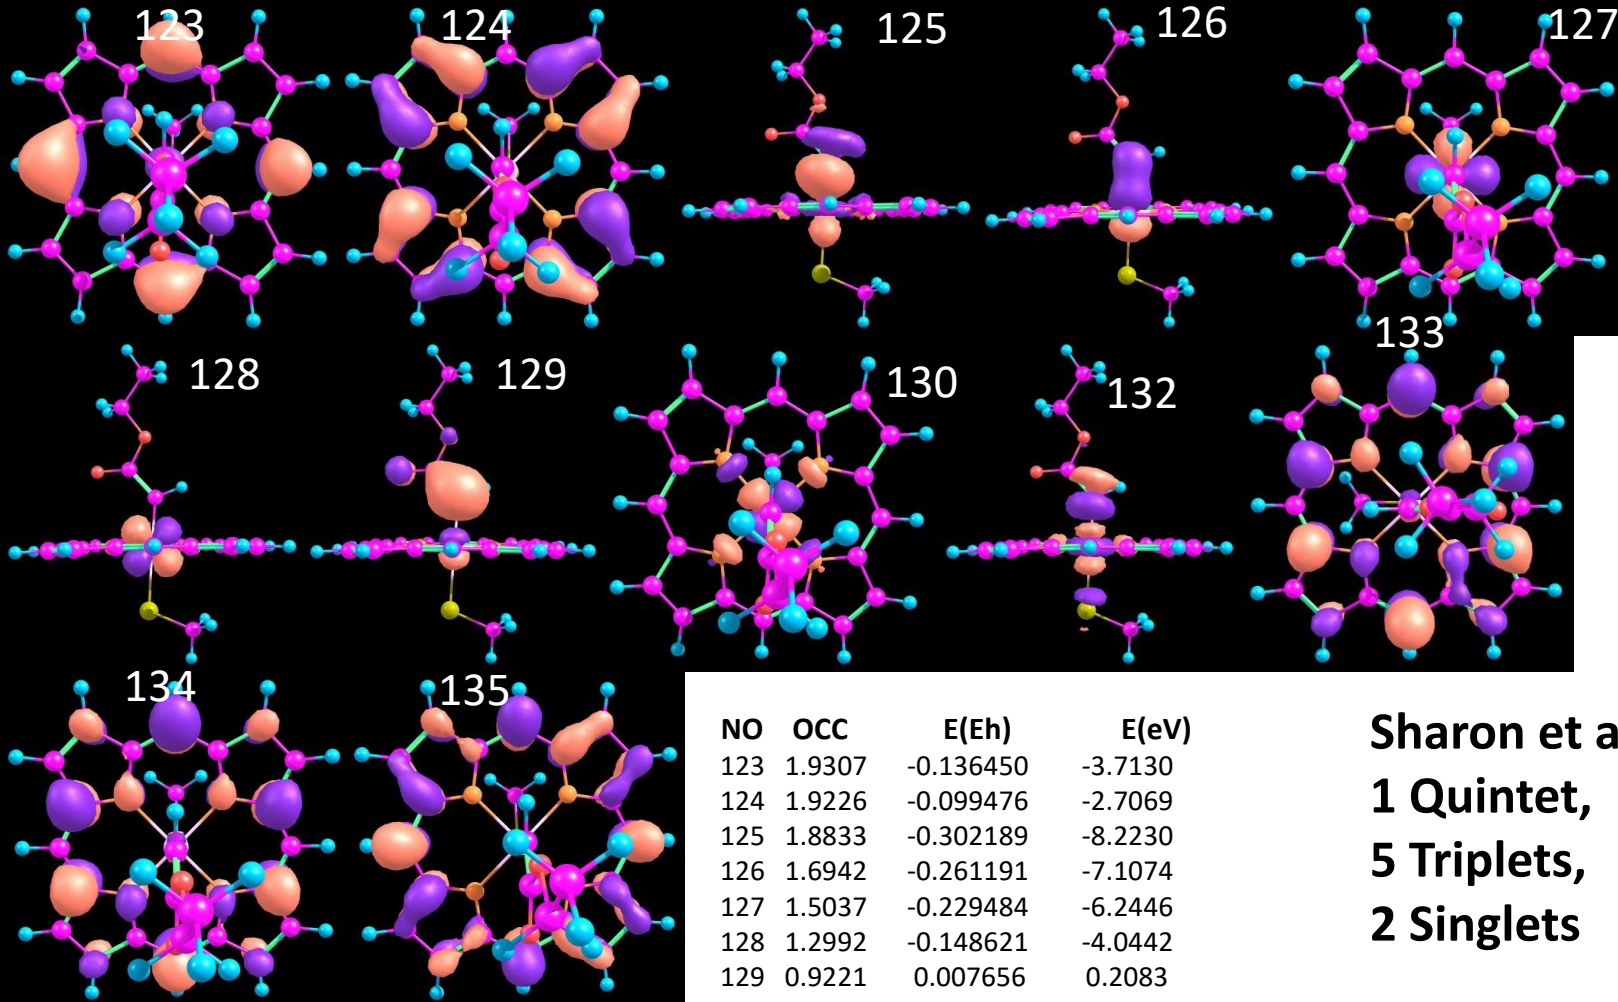 123
124
125
126
127
128
129
130
132
133
134
135
NO OCC E(Eh) E(eV)
123 1.9307 -0.136450 -3.7130
124 1.9226 -0.099476 -2.7069
125 1.8833 -0.302189 -8.2230
126 1.6942 -0.261191 -7.1074
127 1.5037 -0.229484 -6.2446
128 1.2992 -0.148621 -4.0442
129 0.9221 0.007656 0.2083
Sharon et a
1 Quintet,
5 Triplets,
2 Singlets